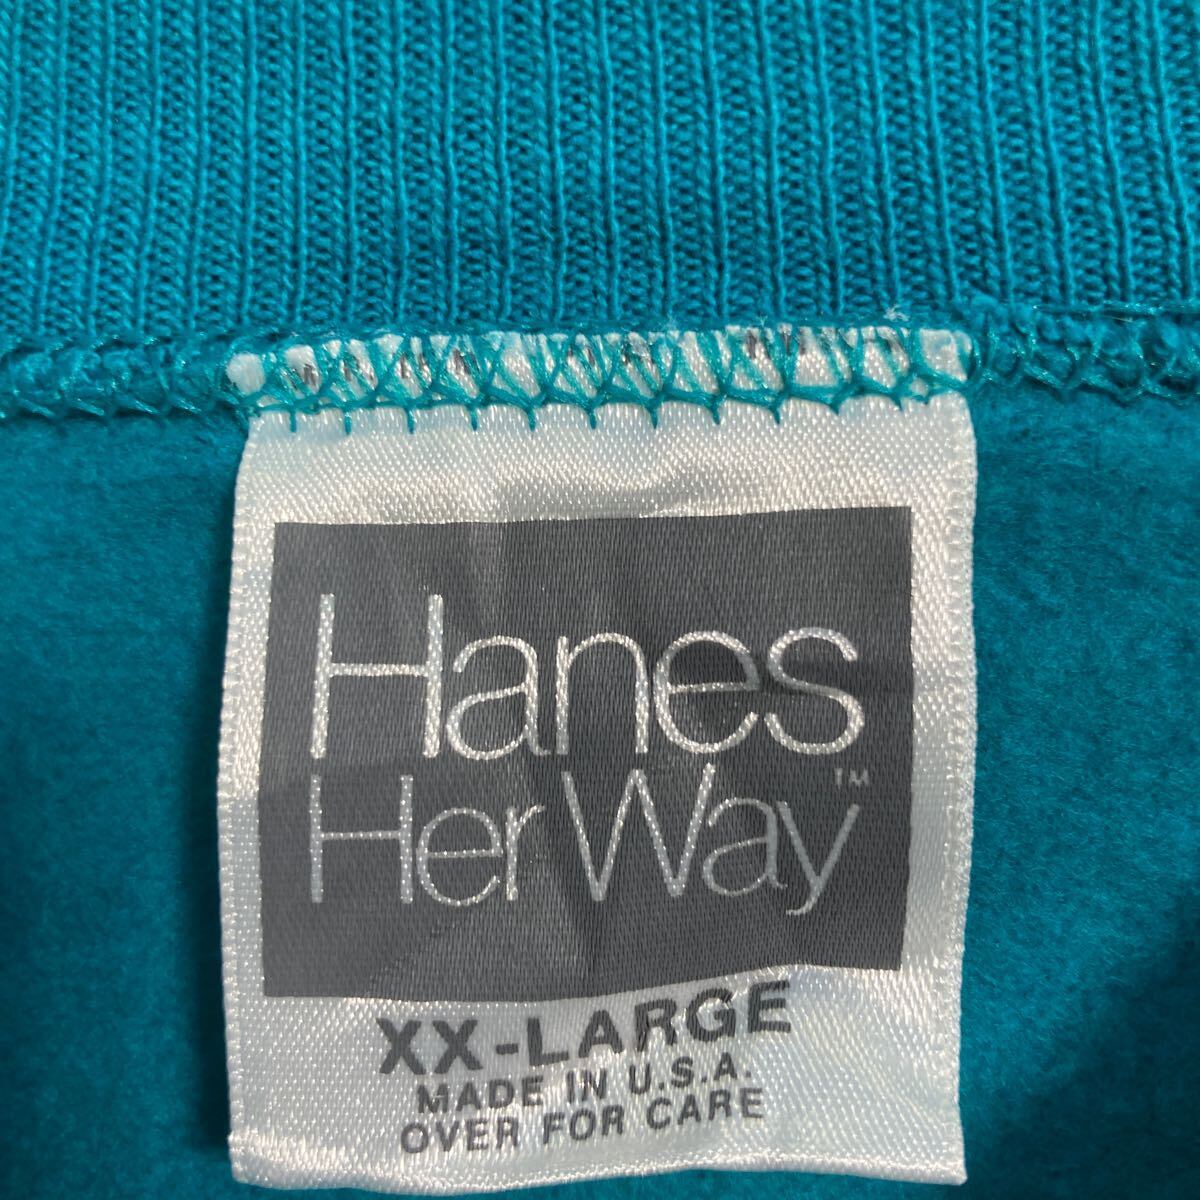 Hanes
Her Way™
XX-LARGE
MADE IN U.S.A.
OVER FOR CARE